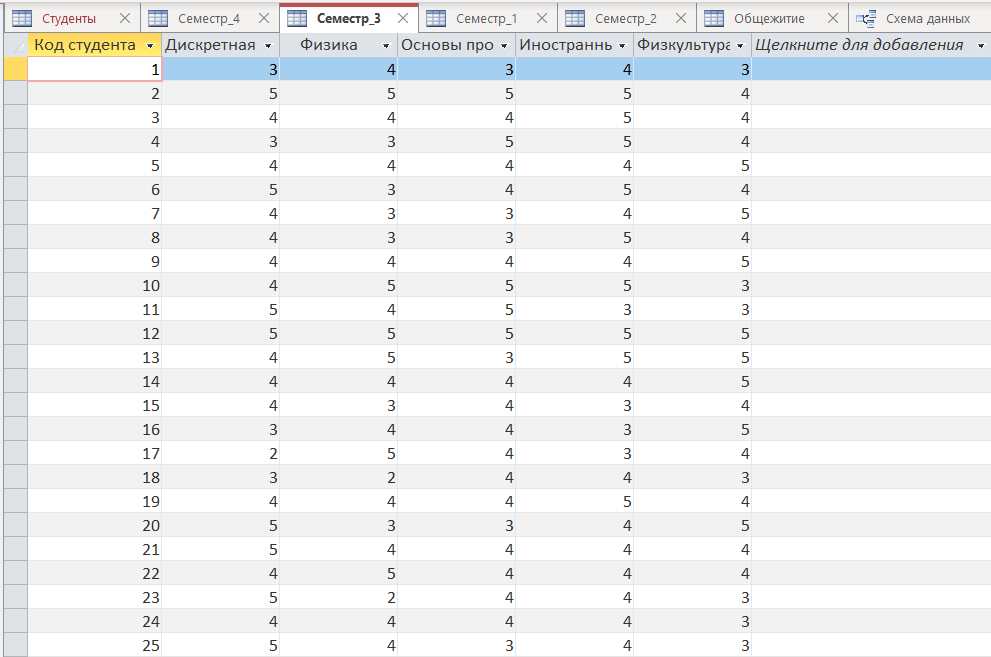 Студенты Семестр_4 Семестр_3 Семестр_1 Семестр_2 Общежитие Схема данных
Код студента Дискретная Физика Основы про Иностраннь Физкультура Щелкните для добавления
1 3 4 3 4 3
2 5 5 5 5 4
3 4 4 4 5 4
4 3 3 5 5 4
5 4 4 4 4 5
6 5 3 4 5 4
7 4 3 3 4 5
8 4 3 3 5 4
9 4 4 4 4 5
10 4 5 5 5 3
11 5 4 5 3 3
12 5 5 5 5 5
13 4 5 3 5 5
14 4 4 4 4 5
15 4 3 4 3 4
16 3 4 4 3 5
17 2 5 4 3 4
18 3 2 4 4 3
19 4 4 4 5 4
20 5 3 3 4 5
21 5 4 4 4 4
22 4 5 4 4 4
23 5 2 4 4 3
24 4 4 4 4 3
25 5 4 3 4 3